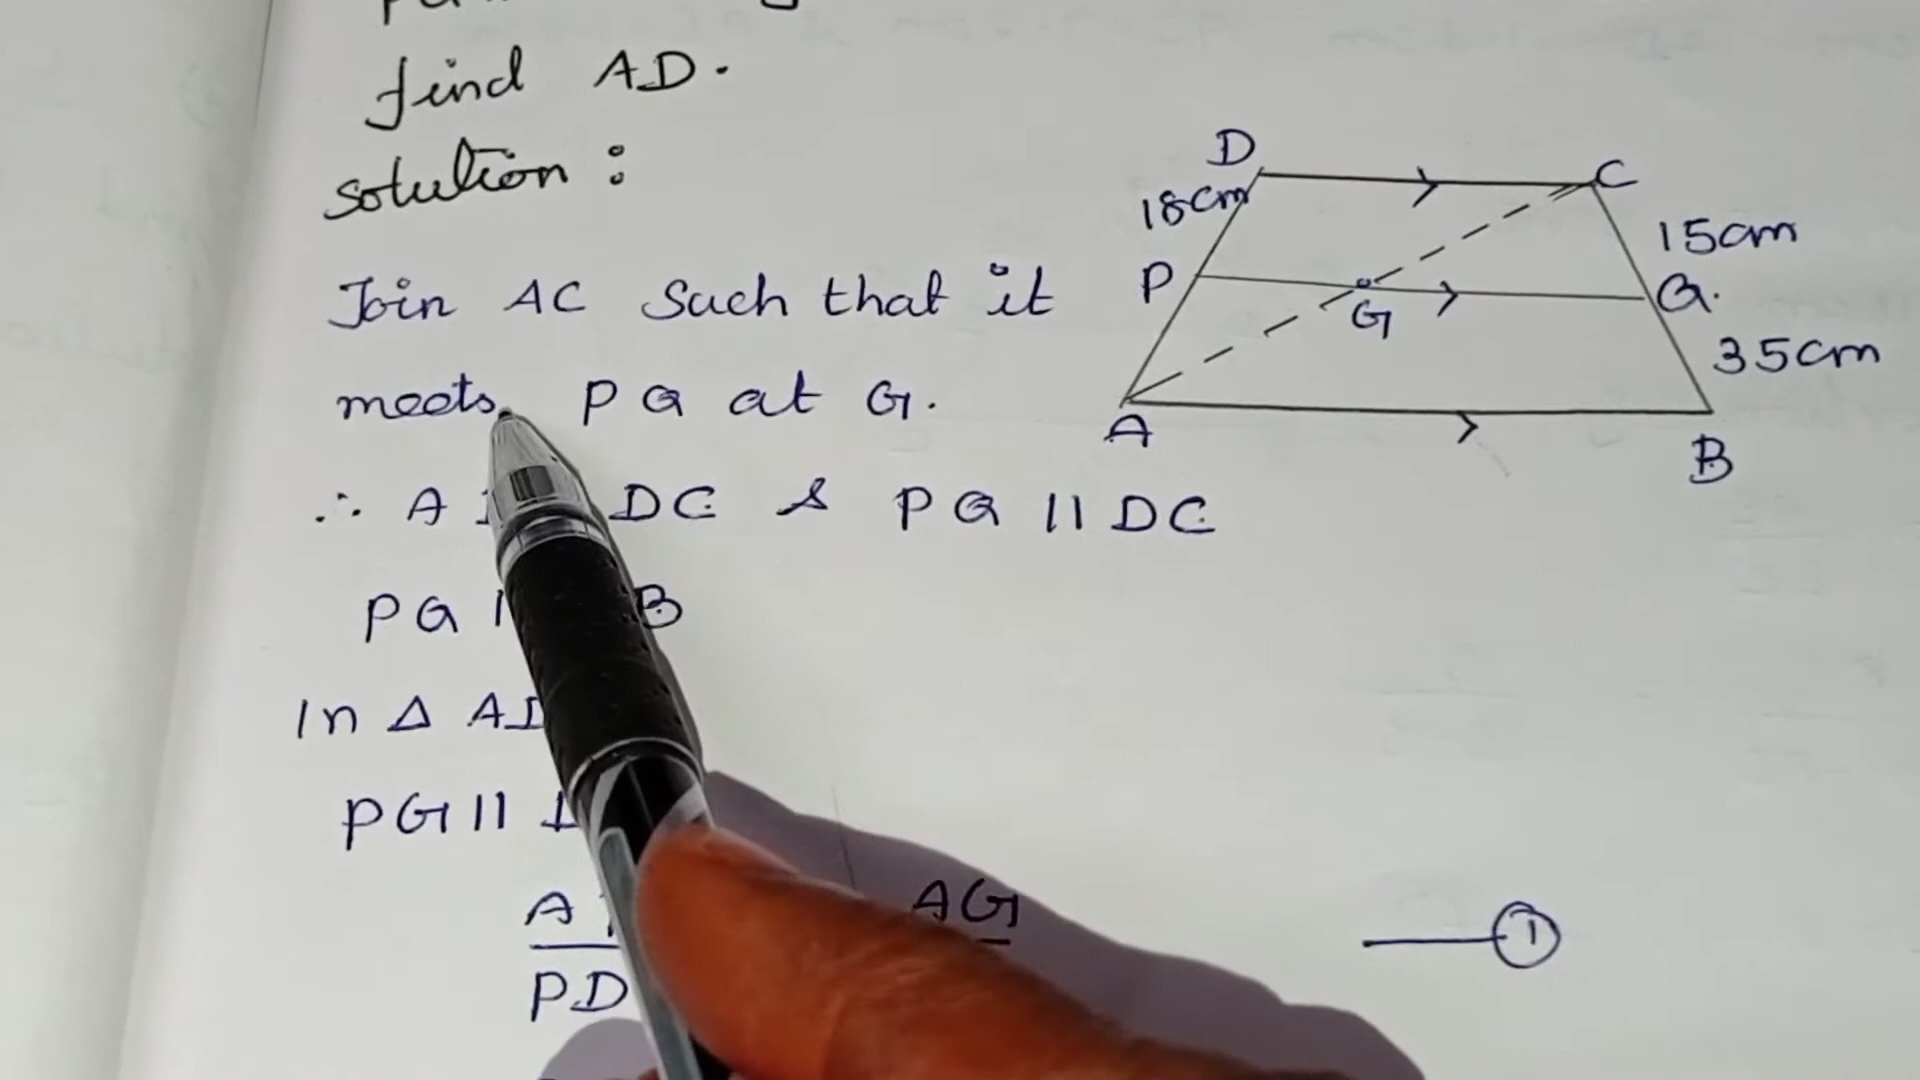 find AD.
solution :
Join AC such that it
meets PQ at G.
∴ A DC & PQ || DC
PQ B
In Δ
PG ||
AG
PD
1
D
C
18cm
15cm
P
Q.
G
35cm
A
B